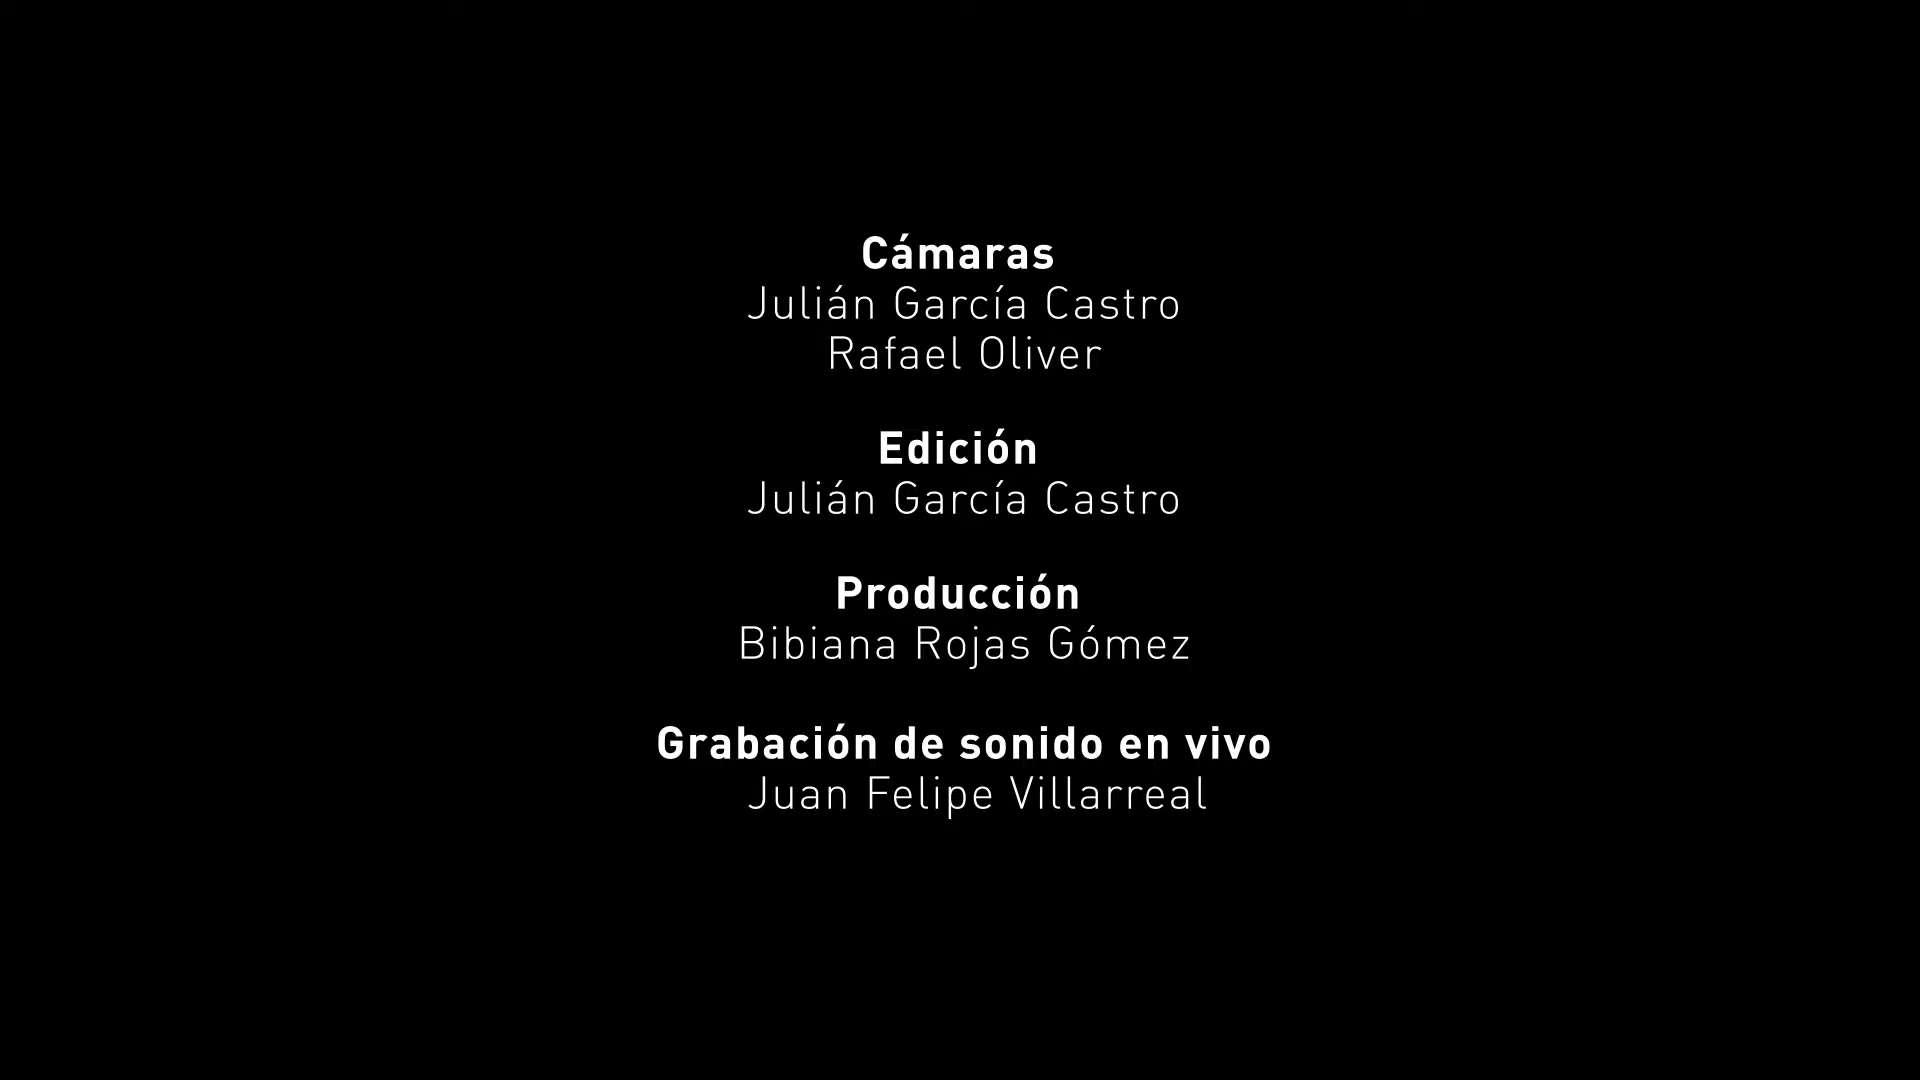 Cámaras
Julián García Castro
Rafael Oliver
Edición
Julián García Castro
Producción
Bibiana Rojas Gómez
Grabación de sonido en vivo
Juan Felipe Villarreal